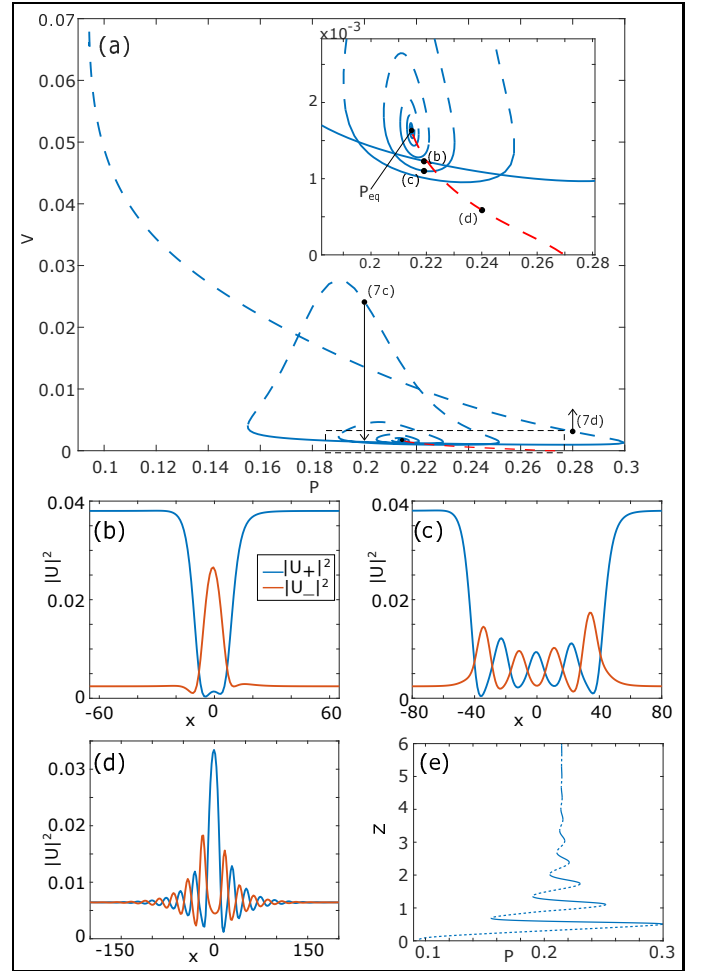 (a)
V
0.07
0.06
0.05
0.04
0.03
0.02
0.01
0
0.1 0.12 0.14 0.16 0.18 0.2 0.22 0.24 0.26 0.28 0.3
P
(7c)
(7d)
x10⁻³
2
1
0
0.2 0.22 0.24 0.26 0.28
P_eq
(b)
(c)
(d)
(b)
|U|²
0.04
0.02
0
-60 0 60
x
|U+|²
|U_|²
(c)
|U|²
0.04
0.02
0
-80 -40 0 40 80
x
(d)
|U|²
0.03
0.02
0.01
0
-150 0 150
x
(e)
Z
6
5
4
3
2
1
0
0.1 0.2 0.3
P